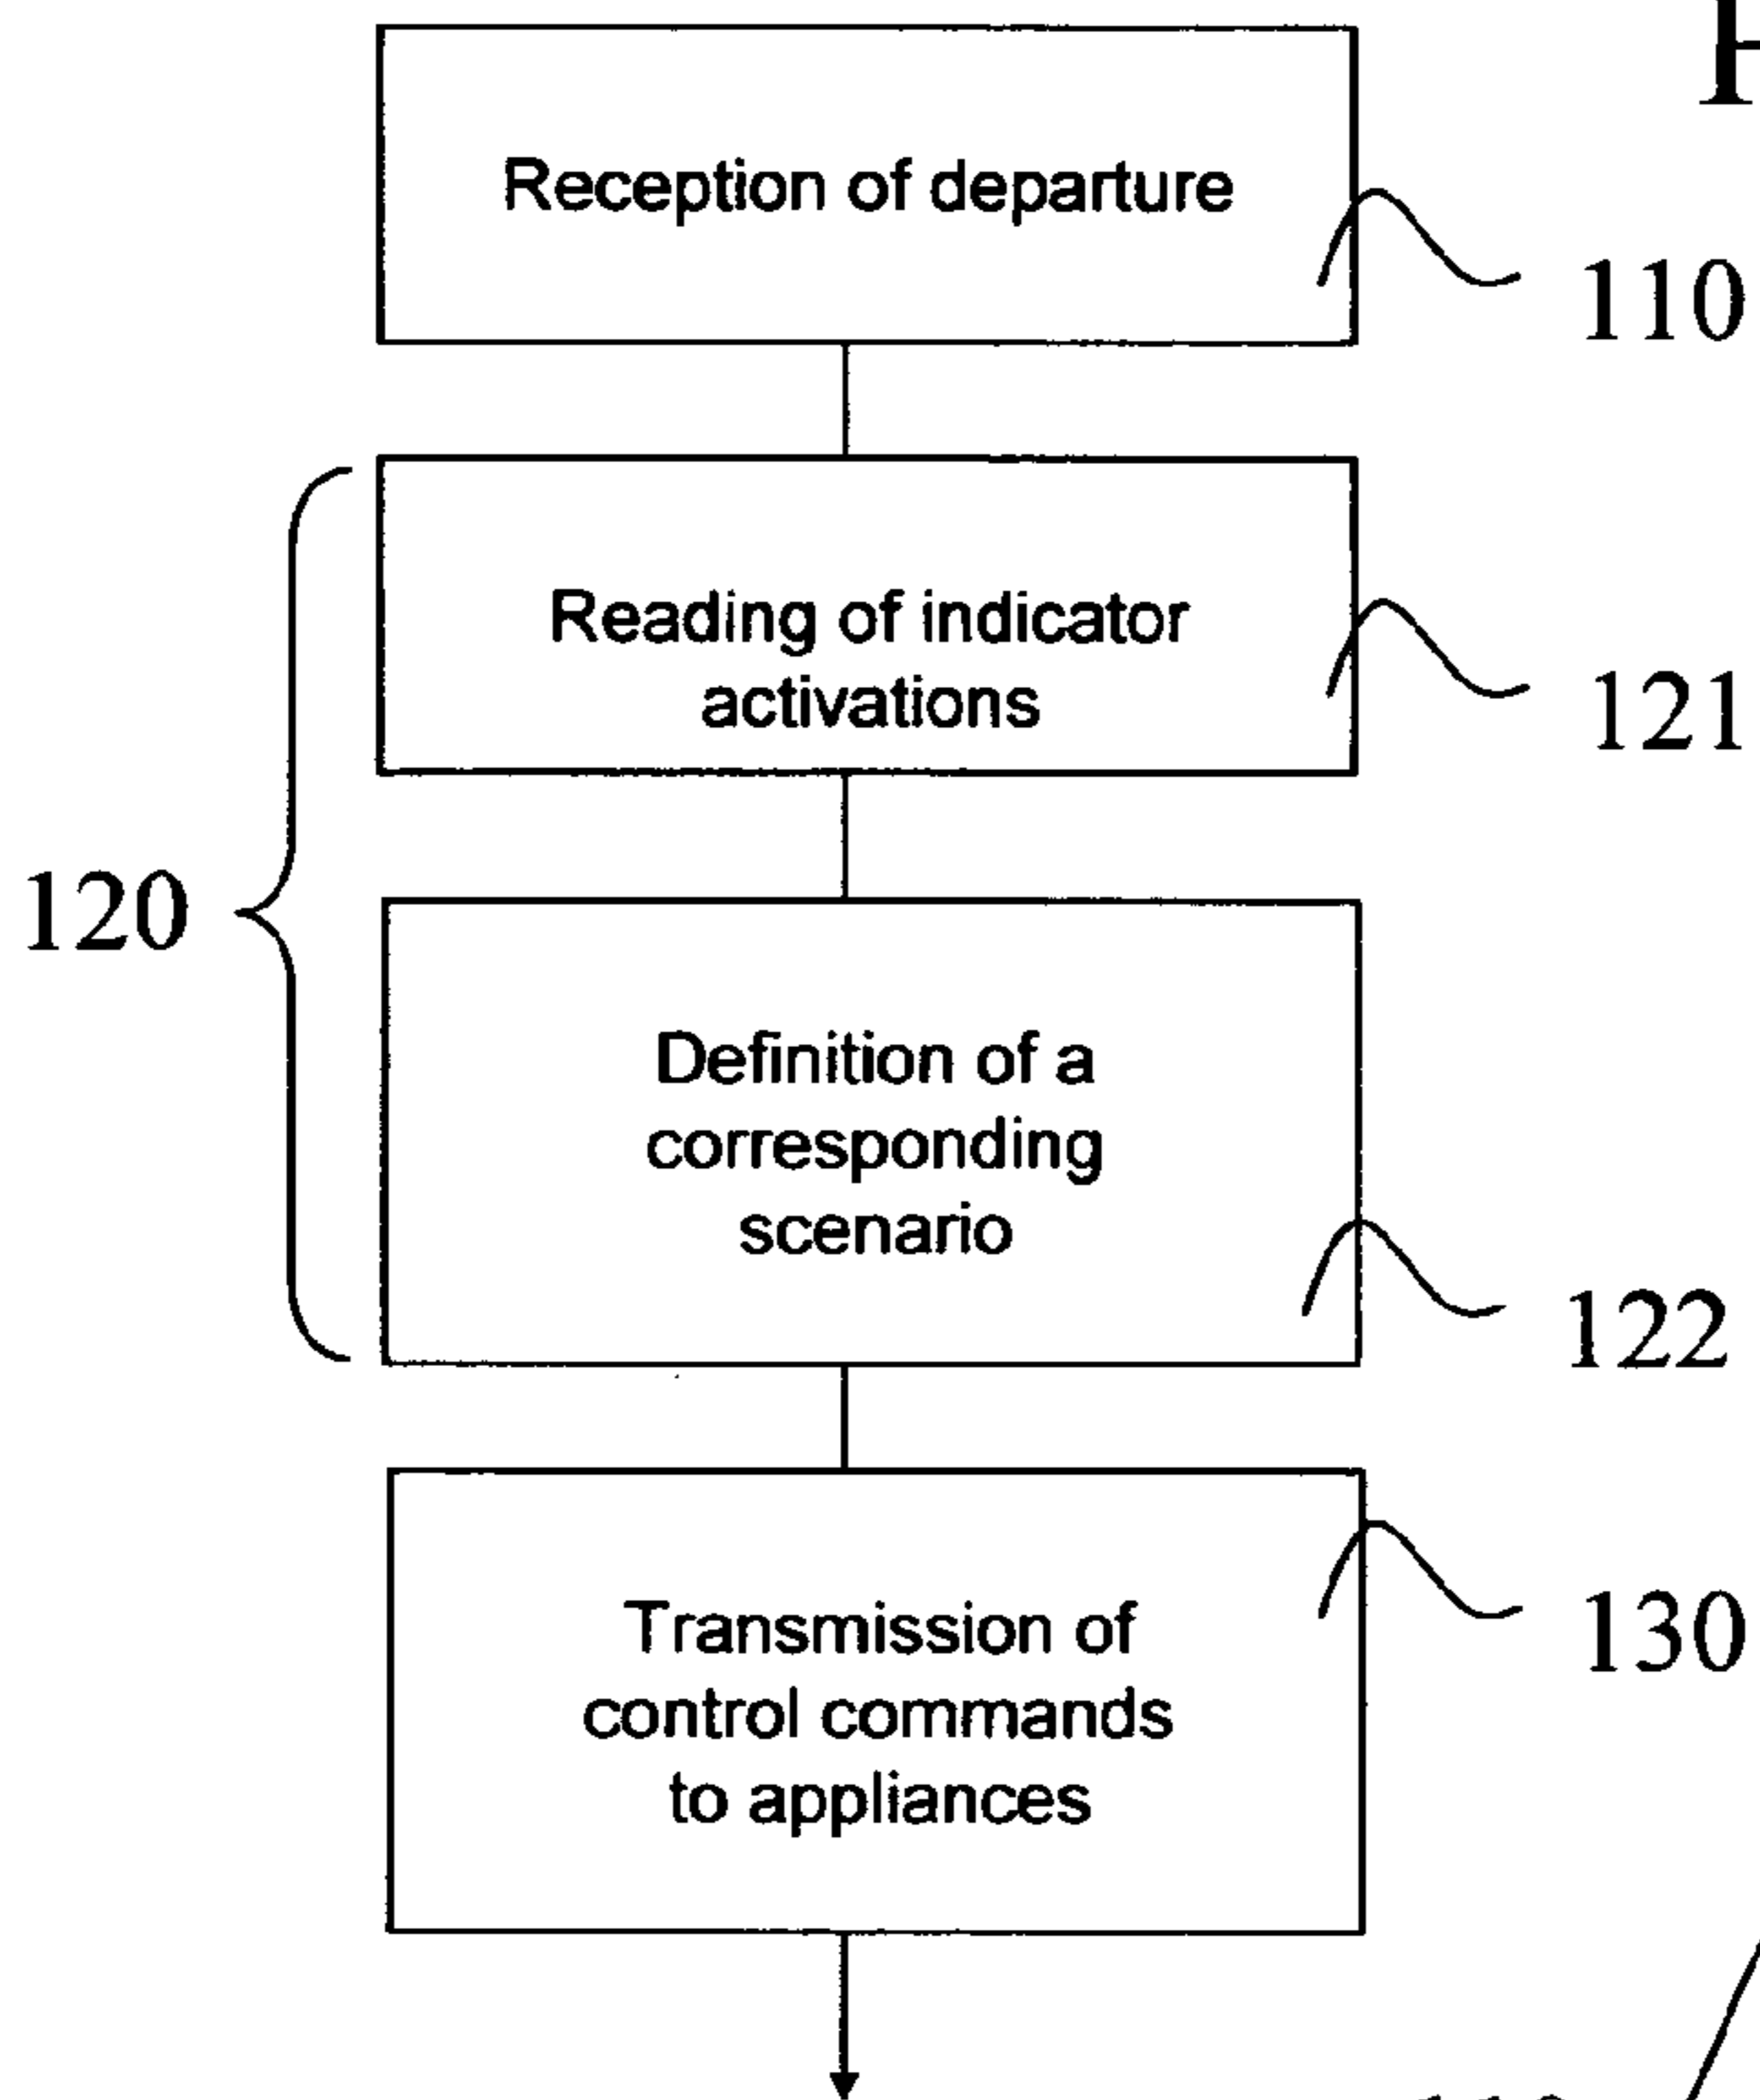 Reception of departure
110
Reading of indicator
activations
121
120
Definition of a
corresponding
scenario
122
Transmission of
control commands
to appliances
130